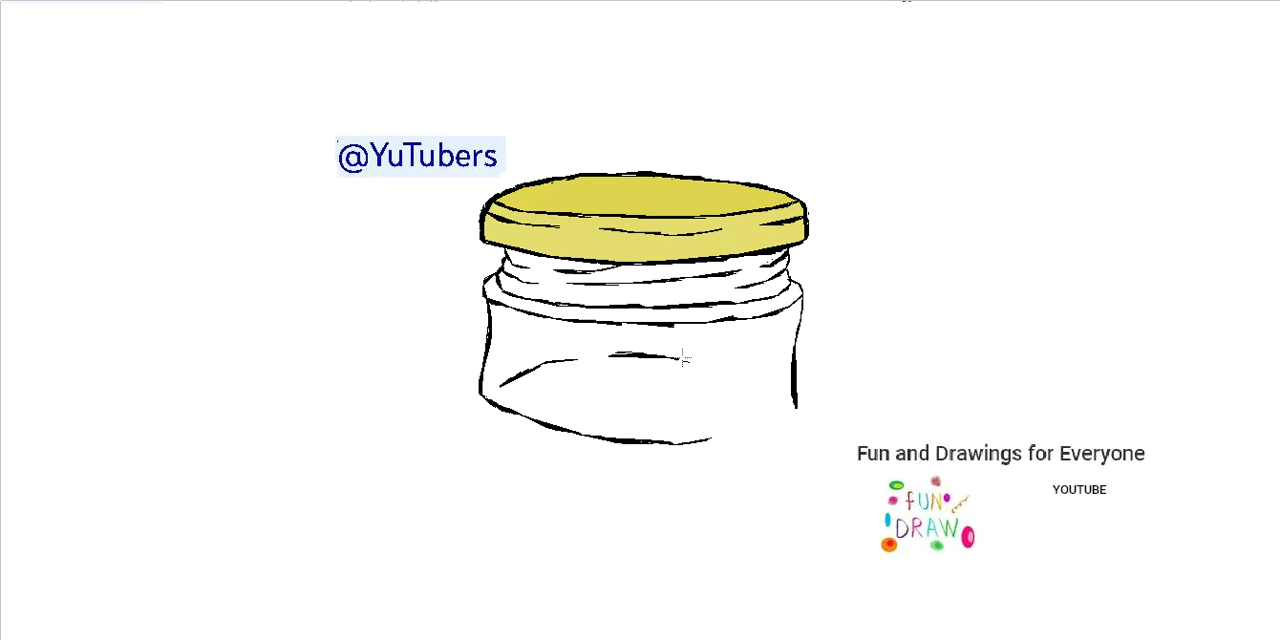 @YuTubers
Fun and Drawings for Everyone
YOUTUBE
FUN
DRAW